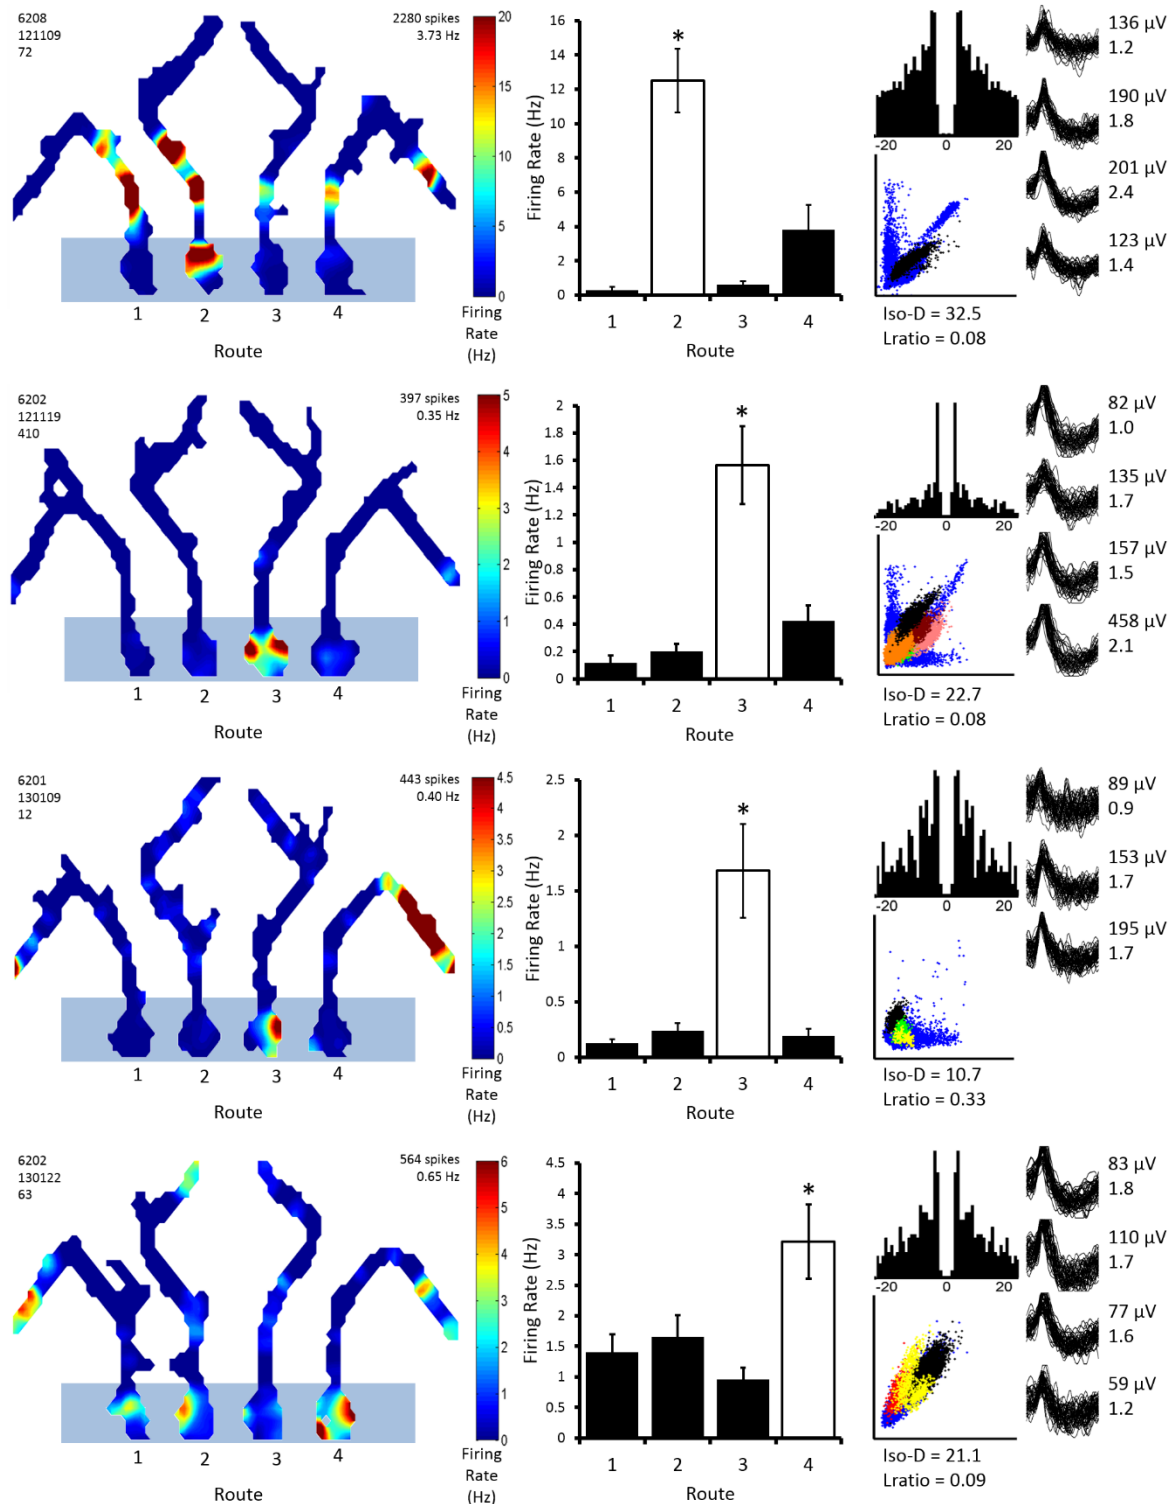 6208
121109
72
2280 spikes
3.73 Hz
20
15
10
5
0
1 2 3 4
Route
Firing
Rate
(Hz)
Firing Rate (Hz)
16
14
12
10
8
6
4
2
0
*
1 2 3 4
Route
-20 0 20
Iso-D = 32.5
Lratio = 0.08
136 µV
1.2
190 µV
1.8
201 µV
2.4
123 µV
1.4
6202
121119
410
397 spikes
0.35 Hz
5
4
3
2
1
0
1 2 3 4
Route
Firing
Rate
(Hz)
Firing Rate (Hz)
2
1.8
1.6
1.4
1.2
1
0.8
0.6
0.4
0.2
0
*
1 2 3 4
Route
-20 0 20
Iso-D = 22.7
Lratio = 0.08
82 µV
1.0
135 µV
1.7
157 µV
1.5
458 µV
2.1
6201
130109
12
443 spikes
0.40 Hz
4.5
4
3.5
3
2.5
2
1.5
1
0.5
0
1 2 3 4
Route
Firing
Rate
(Hz)
Firing Rate (Hz)
2.5
2
1.5
1
0.5
0
*
1 2 3 4
Route
-20 0 20
Iso-D = 10.7
Lratio = 0.33
89 µV
0.9
153 µV
1.7
195 µV
1.7
6202
130122
63
564 spikes
0.65 Hz
6
5
4
3
2
1
0
1 2 3 4
Route
Firing
Rate
(Hz)
Firing Rate (Hz)
4.5
4
3.5
3
2.5
2
1.5
1
0.5
0
*
1 2 3 4
Route
-20 0 20
Iso-D = 21.1
Lratio = 0.09
83 µV
1.8
110 µV
1.7
77 µV
1.6
59 µV
1.2